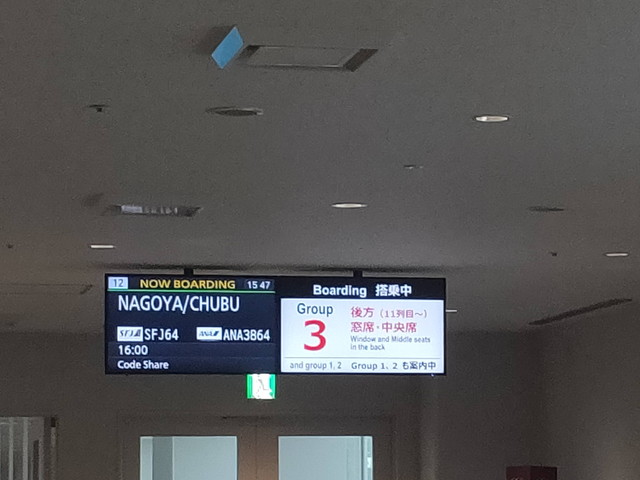 12 NOW BOARDING 15 47
NAGOYA/CHUBU
SFJ SFJ64 ANA ANA3864
16:00
Code Share
Boarding 搭乗中
Group 3
後方（11列目～）
窓席・中央席
Window and Middle seats
in the back
and group 1, 2 Group 1、2 も案内中